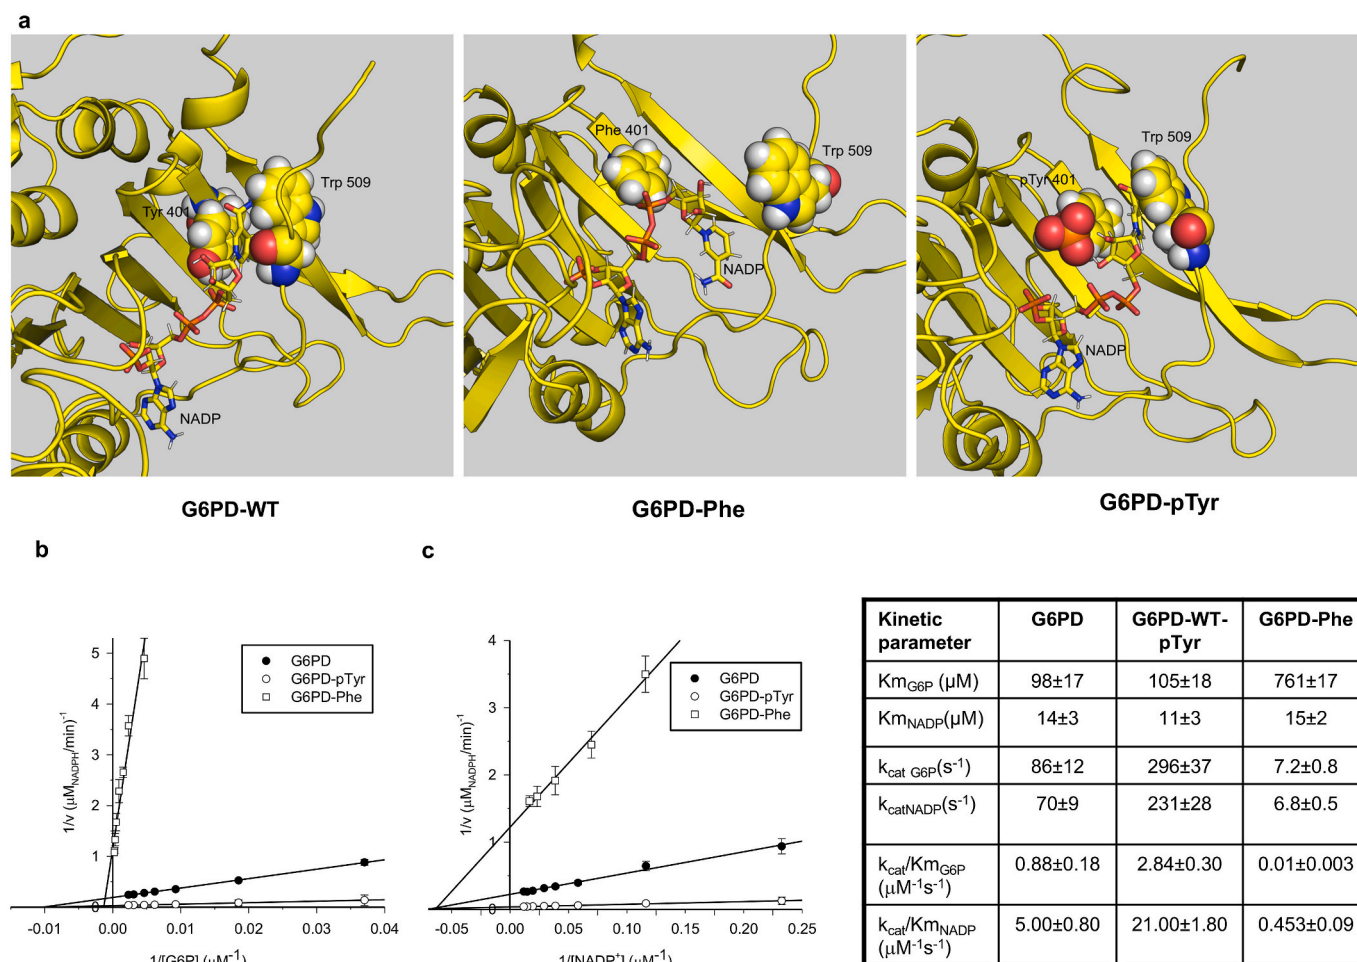 a
Tyr 401
Trp 509
NADP
Phe 401
Trp 509
NADP
pTyr 401
Trp 509
NADP
G6PD-WT
G6PD-Phe
G6PD-pTyr
b
1/v (µM_NADPH/min)^-1
5
4
3
2
1
0
-0.01
0.00
0.01
0.02
0.03
0.04
1/[G6P] (µM^-1)
G6PD
G6PD-pTyr
G6PD-Phe
c
1/v (µM_NADPH/min)^-1
4
3
2
1
0
-0.05
0.00
0.05
0.10
0.15
0.20
0.25
1/[NADP+] (µM^-1)
G6PD
G6PD-pTyr
G6PD-Phe
Kinetic parameter G6PD G6PD-WT-pTyr G6PD-Phe
Km_G6P (µM) 98±17 105±18 761±17
Km_NADP(µM) 14±3 11±3 15±2
k_cat G6P(s^-1) 86±12 296±37 7.2±0.8
k_catNADP(s^-1) 70±9 231±28 6.8±0.5
k_cat/Km_G6P (µM^-1s^-1) 0.88±0.18 2.84±0.30 0.01±0.003
k_cat/Km_NADP (µM^-1s^-1) 5.00±0.80 21.00±1.80 0.453±0.09